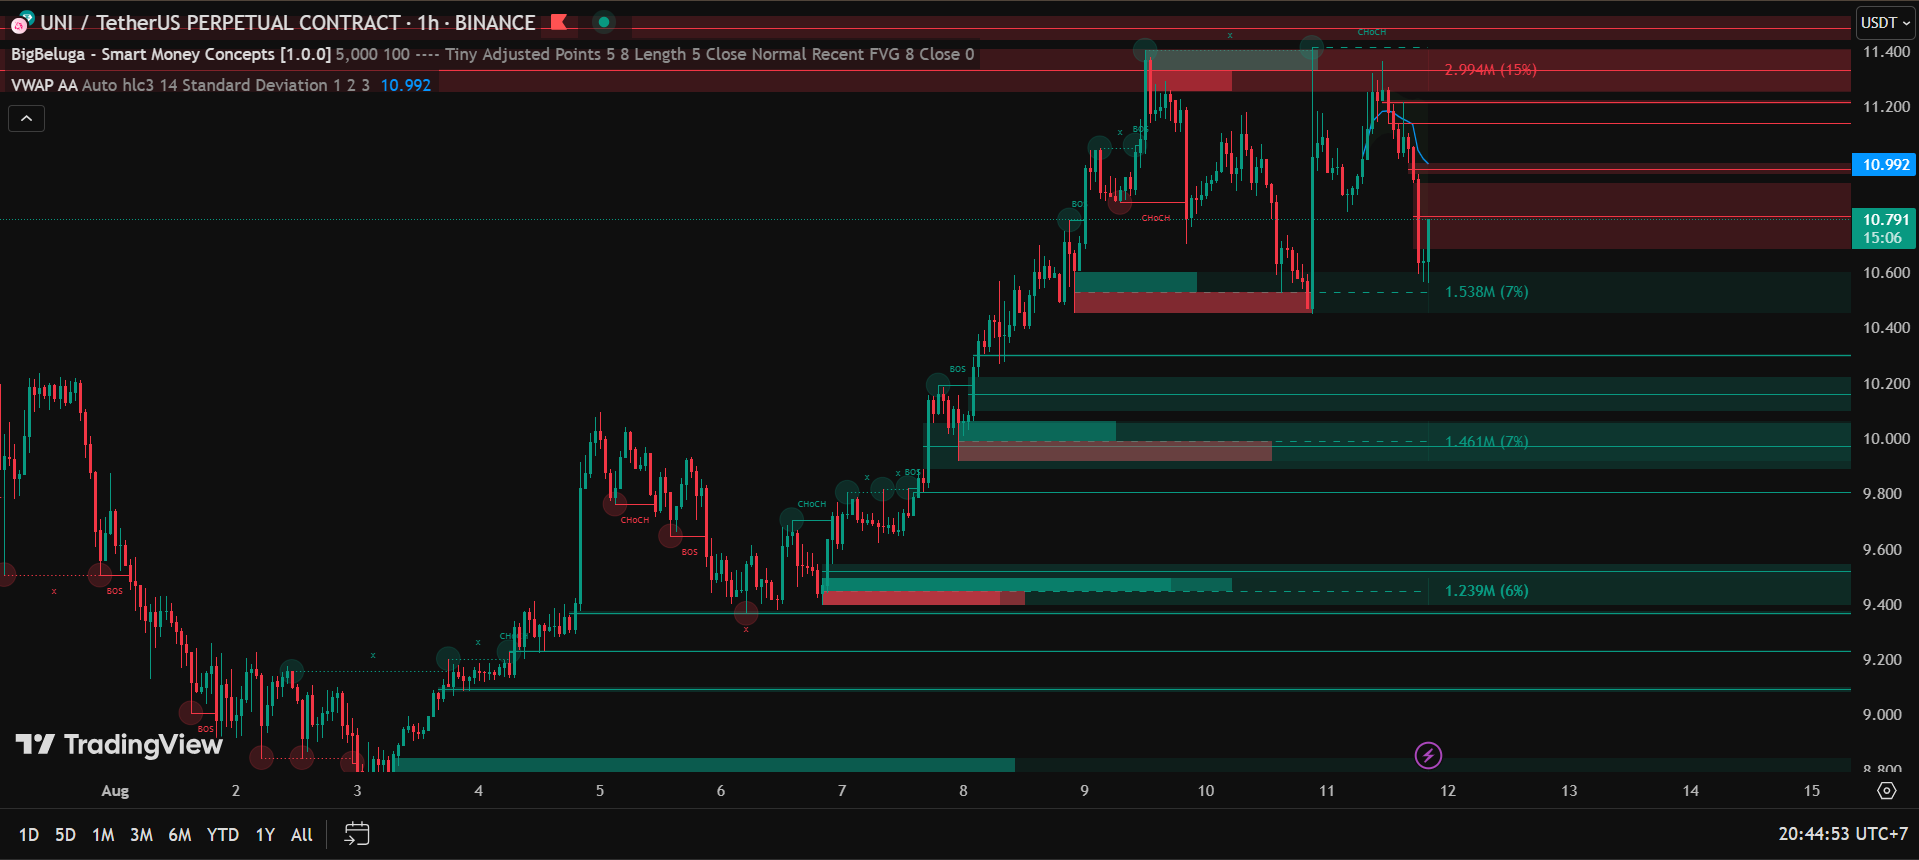 UNI / TetherUS PERPETUAL CONTRACT · 1h · BINANCE
USDT
BigBeluga - Smart Money Concepts [1.0.0] 5,000 100 ---- Tiny Adjusted Points 5 8 Length 5 Close Normal Recent FVG 8 Close 0
VWAP AA Auto hlc3 14 Standard Deviation 1 2 3 10.992
x
CHoCH
11.400
2.994M (15%)
11.200
x
BOS
10.992
BOS
CHoCH
10.791
15:06
10.600
1.538M (7%)
10.400
BOS
10.200
10.000
1.461M (7%)
x
x
BOS
9.800
CHoCH
CHoCH
BOS
9.600
x
BOS
1.239M (6%)
9.400
x
CHoCH
x
x
9.200
9.000
BOS
TradingView
8.800
Aug
2
3
4
5
6
7
8
9
10
11
12
13
14
15
1D 5D 1M 3M 6M YTD 1Y All
20:44:53 UTC+7